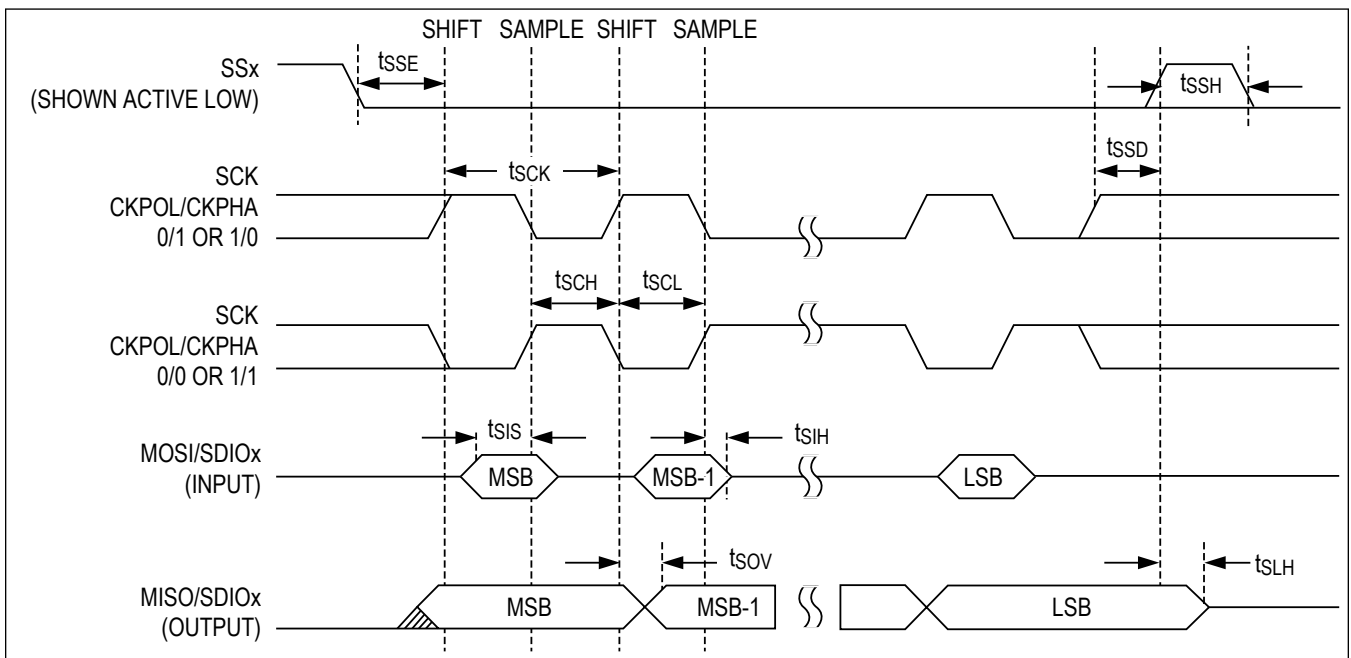 SHIFT SAMPLE SHIFT SAMPLE
SSx
(SHOWN ACTIVE LOW)
tSSE
tSSH
tSSD
SCK
CKPOL/CKPHA
0/1 OR 1/0
tSCK
tSCH
tSCL
SCK
CKPOL/CKPHA
0/0 OR 1/1
tSIS
tSIH
MOSI/SDIOx
(INPUT)
MSB
MSB-1
LSB
tSOV
tSLH
MISO/SDIOx
(OUTPUT)
MSB
MSB-1
LSB